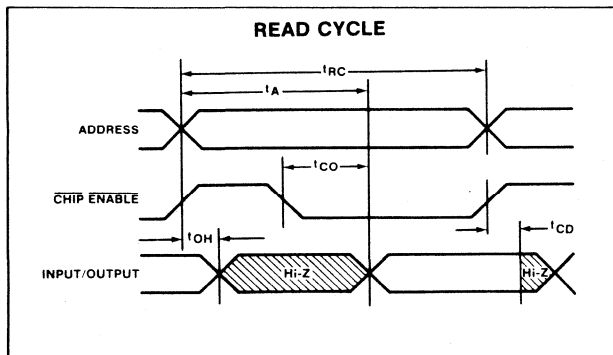 READ CYCLE
tRC
tA
ADDRESS
tCO
CHIP ENABLE
tOH
tCD
INPUT/OUTPUT
Hi-Z
Hi-Z